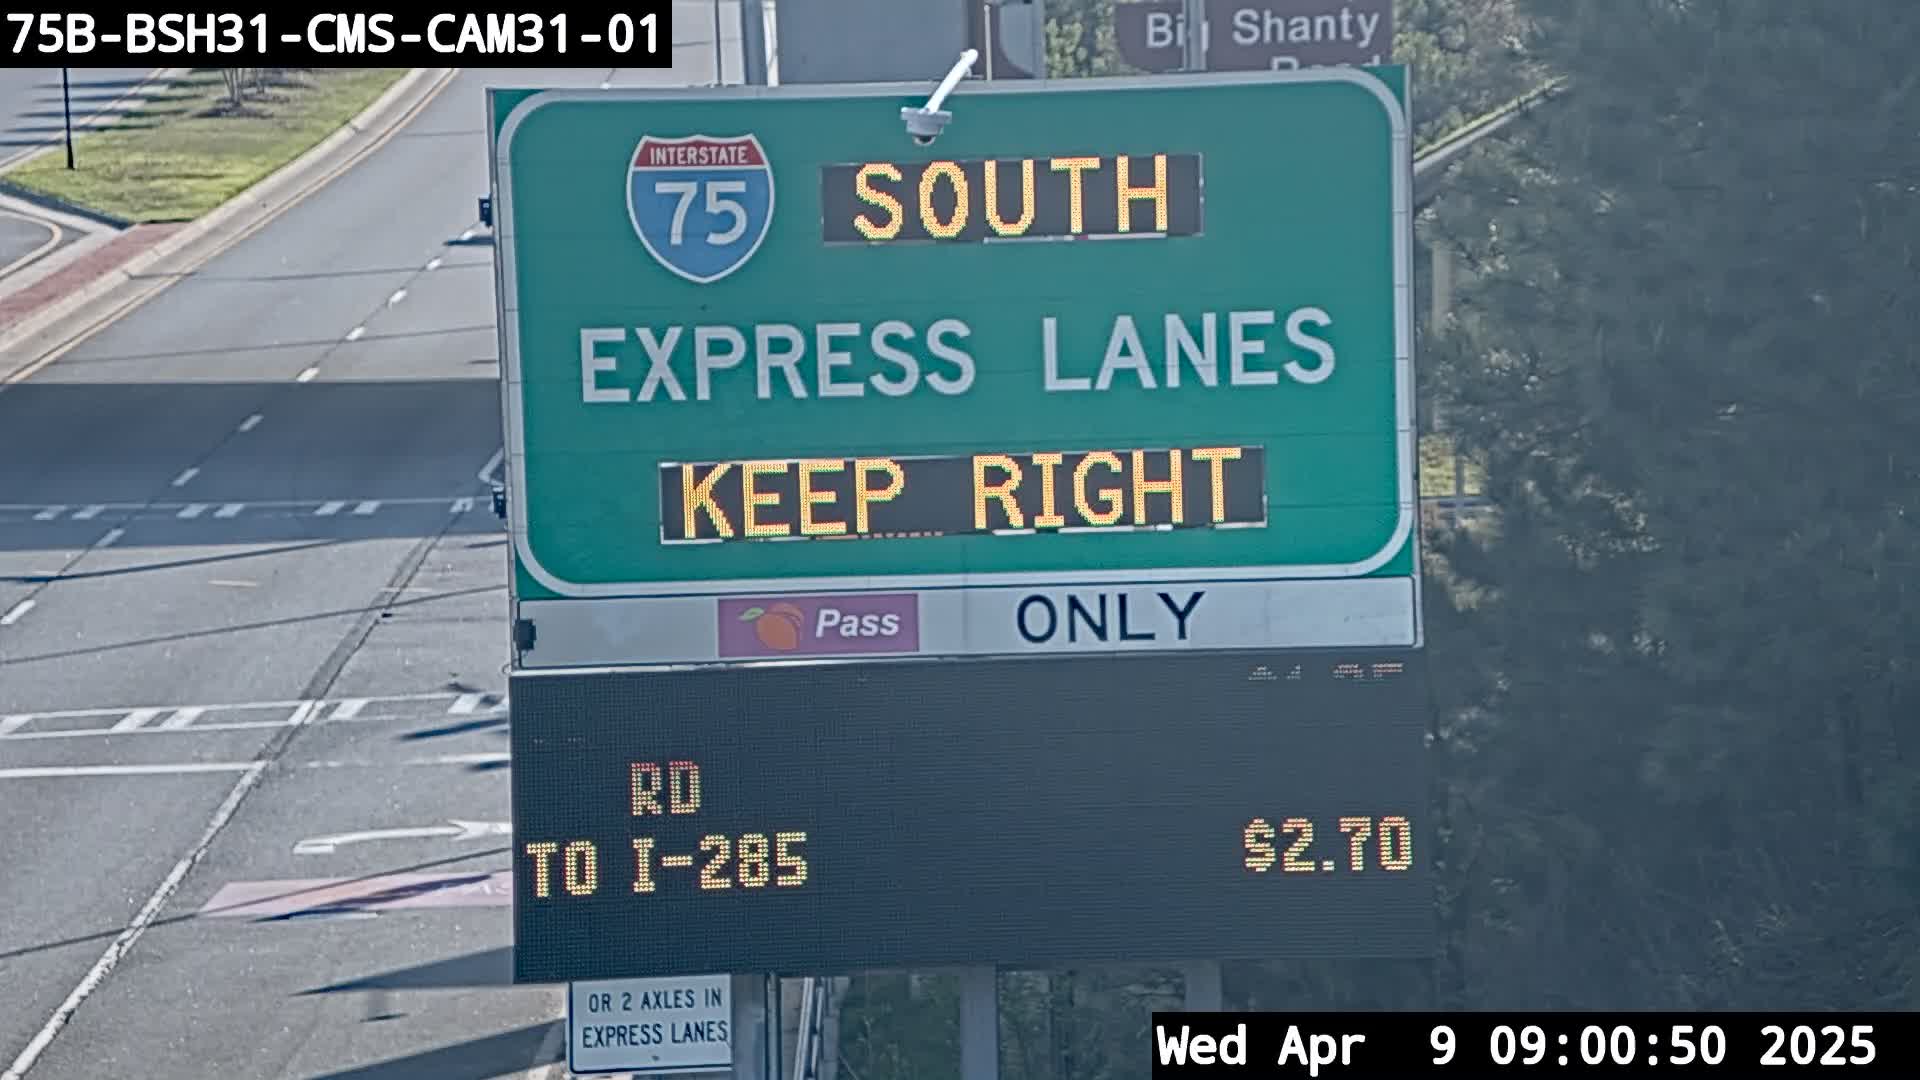 75B-BSH31-CMS-CAM31-01
Big Shanty
Road
INTERSTATE
75
SOUTH
EXPRESS LANES
KEEP RIGHT
Pass ONLY
RD
TO I-285 $2.70
OR 2 AXLES IN
EXPRESS LANES
Wed Apr 9 09:00:50 2025